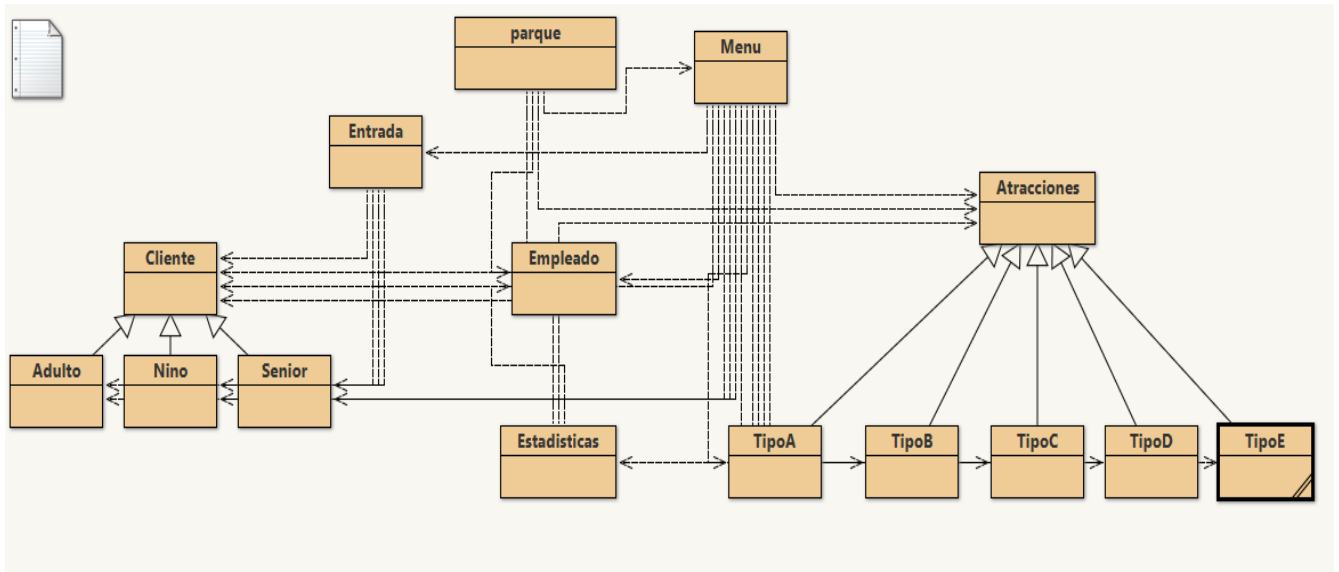 parque
Menu
Entrada
Atracciones
Cliente
Empleado
Adulto
Nino
Senior
Estadisticas
TipoA
TipoB
TipoC
TipoD
TipoE